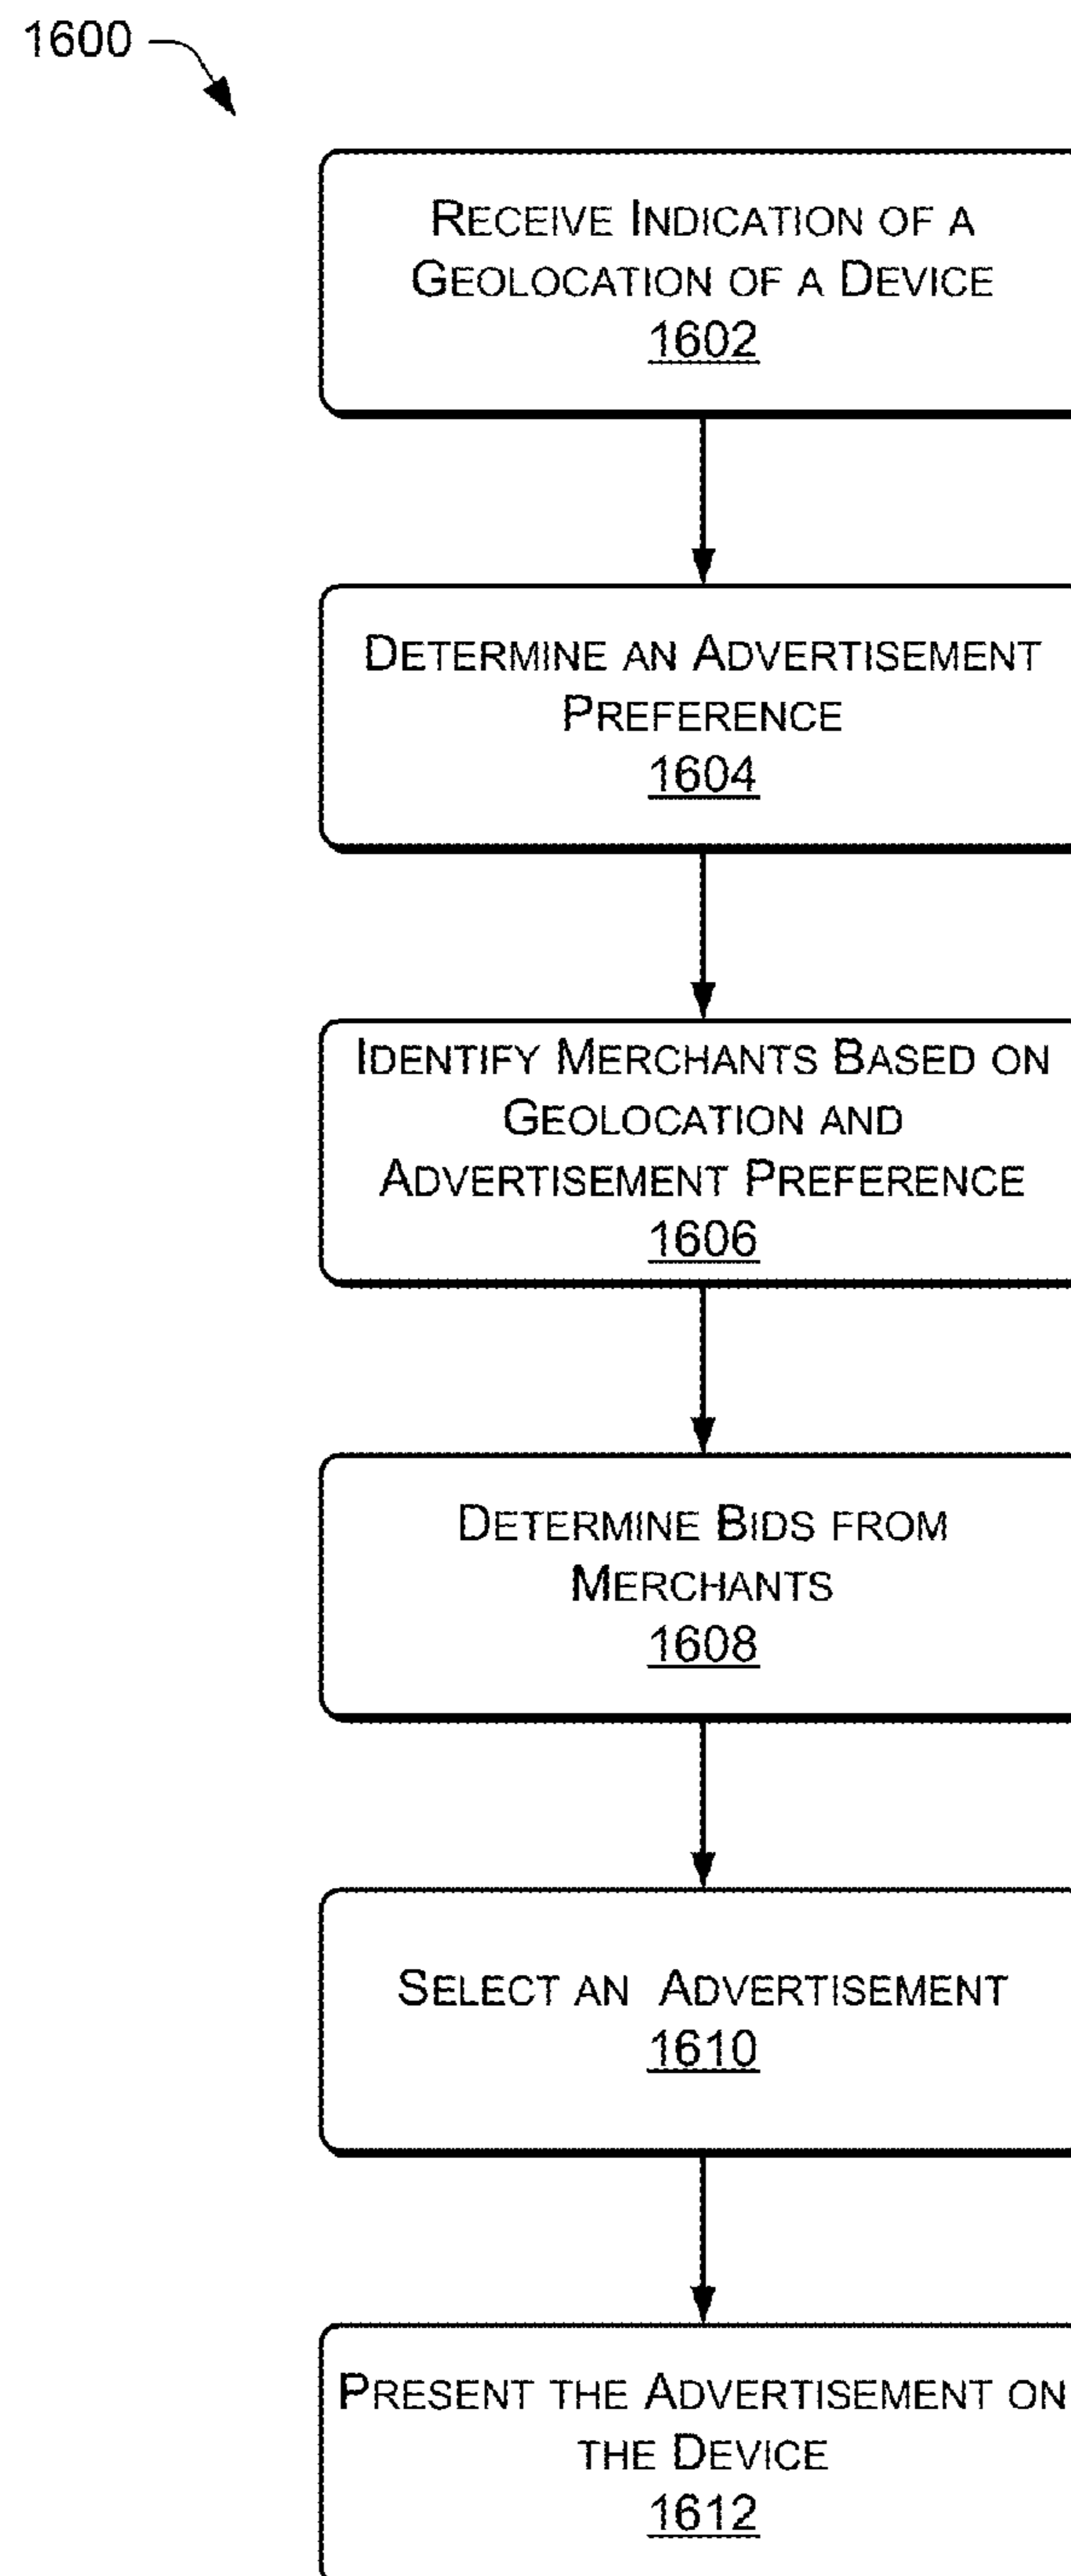 1600
RECEIVE INDICATION OF A
GEOLOCATION OF A DEVICE
1602
DETERMINE AN ADVERTISEMENT
PREFERENCE
1604
IDENTIFY MERCHANTS BASED ON
GEOLOCATION AND
ADVERTISEMENT PREFERENCE
1606
DETERMINE BIDS FROM
MERCHANTS
1608
SELECT AN ADVERTISEMENT
1610
PRESENT THE ADVERTISEMENT ON
THE DEVICE
1612